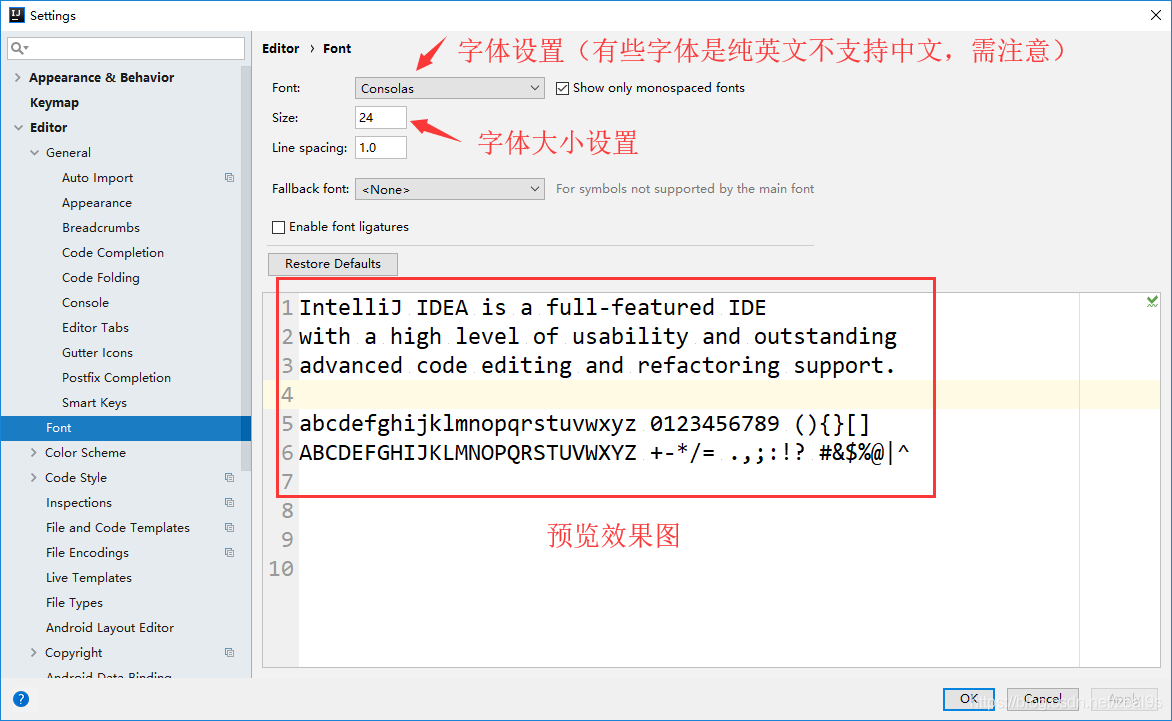 Settings
Editor › Font
字体设置（有些字体是纯英文不支持中文，需注意）
Appearance & Behavior
Keymap
Editor
General
Auto Import
Appearance
Breadcrumbs
Code Completion
Code Folding
Console
Editor Tabs
Gutter Icons
Postfix Completion
Smart Keys
Font
Color Scheme
Code Style
Inspections
File and Code Templates
File Encodings
Live Templates
File Types
Android Layout Editor
Copyright
Android Data Binding
Font: Consolas Show only monospaced fonts
Size: 24
字体大小设置
Line spacing: 1.0
Fallback font: <None> For symbols not supported by the main font
Enable font ligatures
Restore Defaults
1 IntelliJ IDEA is a full-featured IDE
2 with a high level of usability and outstanding
3 advanced code editing and refactoring support.
4
5 abcdefghijklmnopqrstuvwxyz 0123456789 (){}[]
6 ABCDEFGHIJKLMNOPQRSTUVWXYZ +-*/= .,;:!? #&$%@|^
7
8
9
10
预览效果图
? OK Cancel Apply